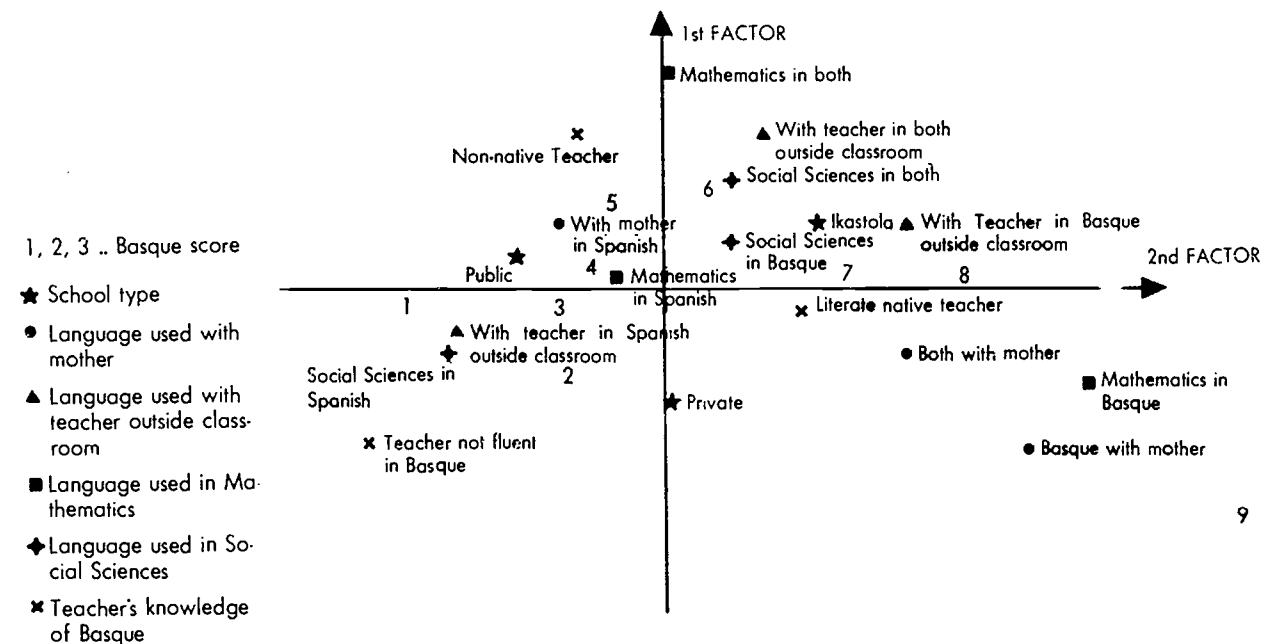 1st FACTOR
Mathematics in both
With teacher in both
outside classroom
Non-native Teacher
Social Sciences in both
6
5
With mother
in Spanish
Ikastola
With Teacher in Basque
outside classroom
Social Sciences
in Basque
1, 2, 3 .. Basque score
2nd FACTOR
Public
4
Mathematics
in Spanish
7
8
School type
1
3
Literate native teacher
Language used with
mother
With teacher in Spanish
outside classroom
Both with mother
Social Sciences in
Spanish
2
Mathematics in
Basque
Language used with
teacher outside class-
room
Private
Teacher not fluent
in Basque
Basque with mother
Language used in Ma-
thematics
9
Language used in So-
cial Sciences
Teacher's knowledge
of Basque